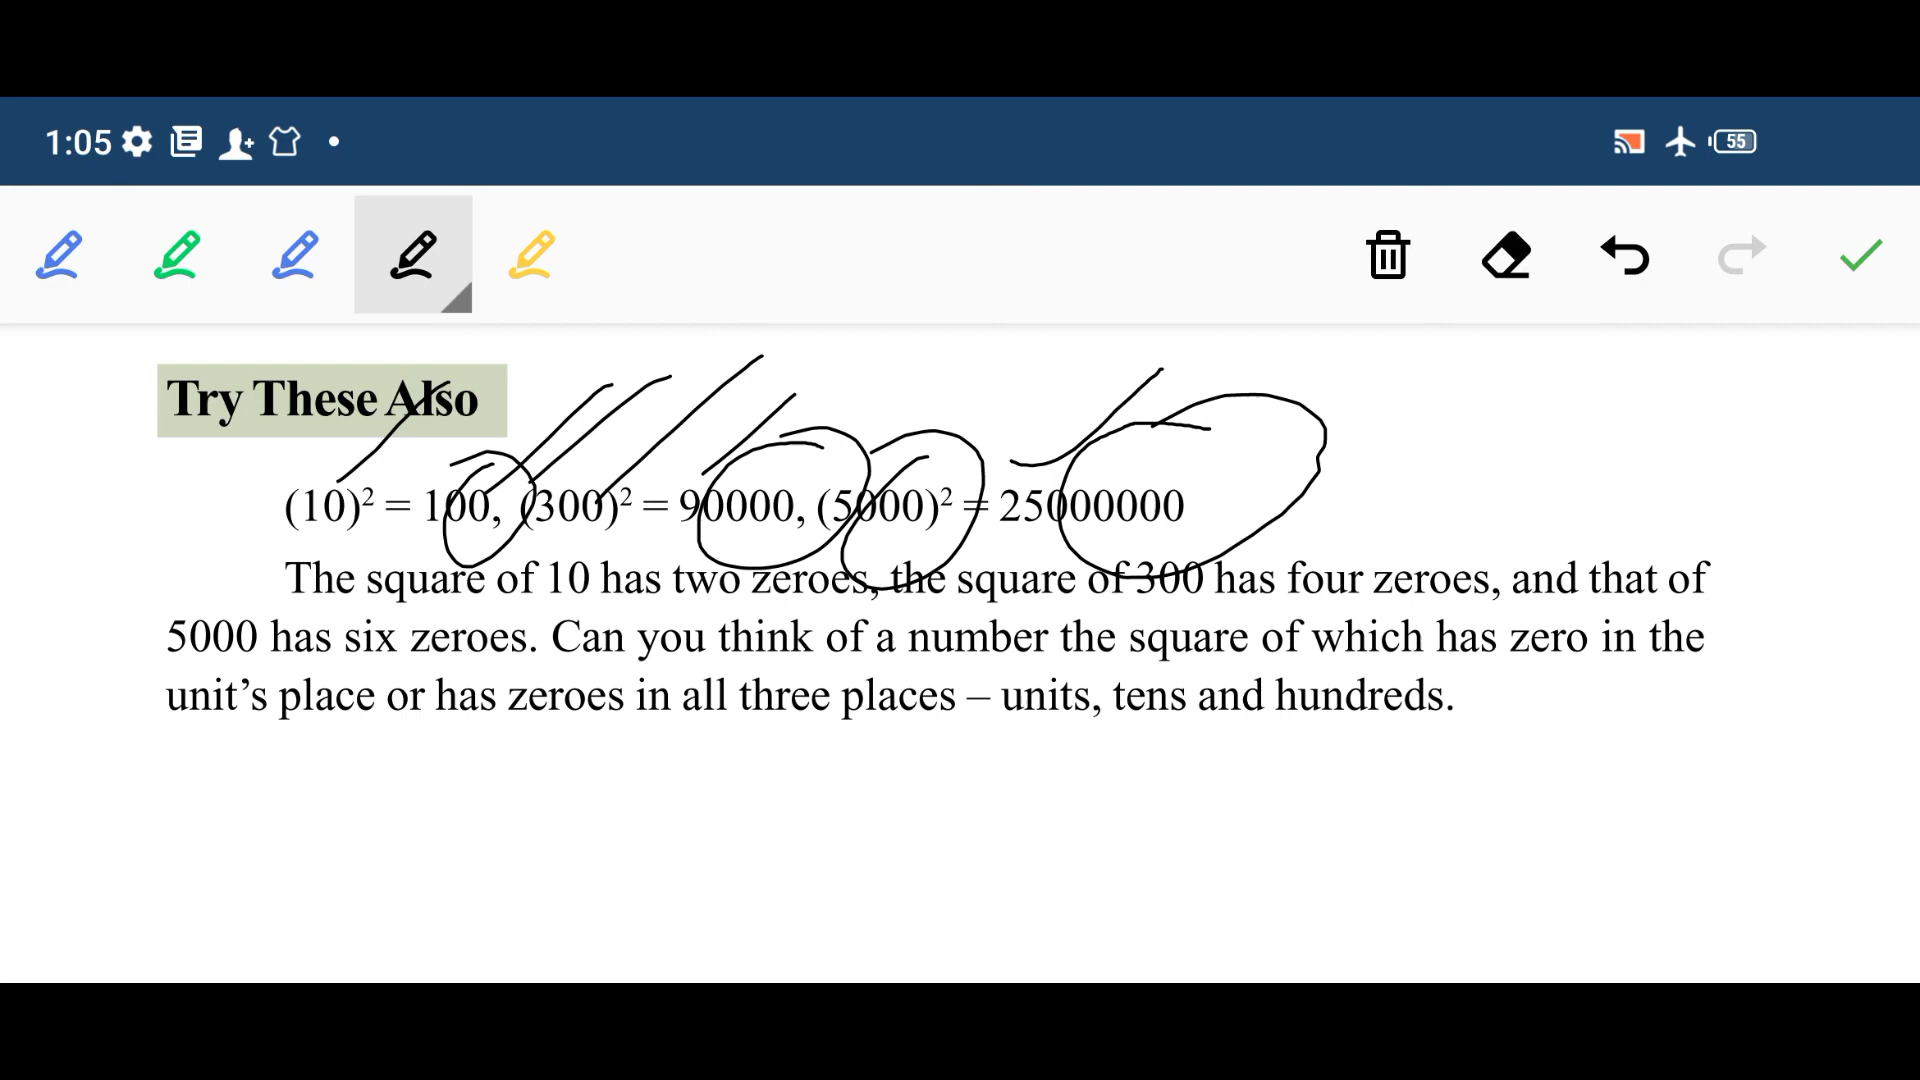 1:05
55
Try These Also
(10)² = 100, (300)² = 90000, (5000)² = 25000000
The square of 10 has two zeroes, the square of 300 has four zeroes, and that of
5000 has six zeroes. Can you think of a number the square of which has zero in the
unit’s place or has zeroes in all three places – units, tens and hundreds.